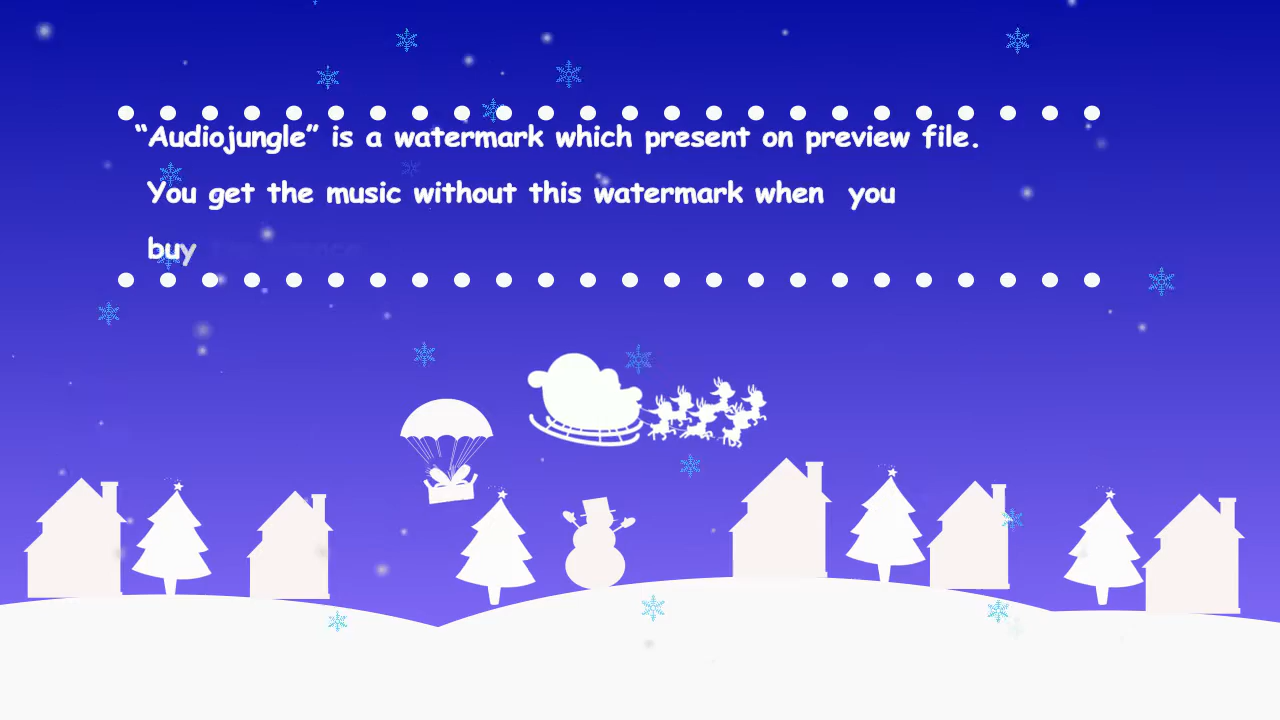 “Audiojungle” is a watermark which present on preview file.
You get the music without this watermark when you
buy